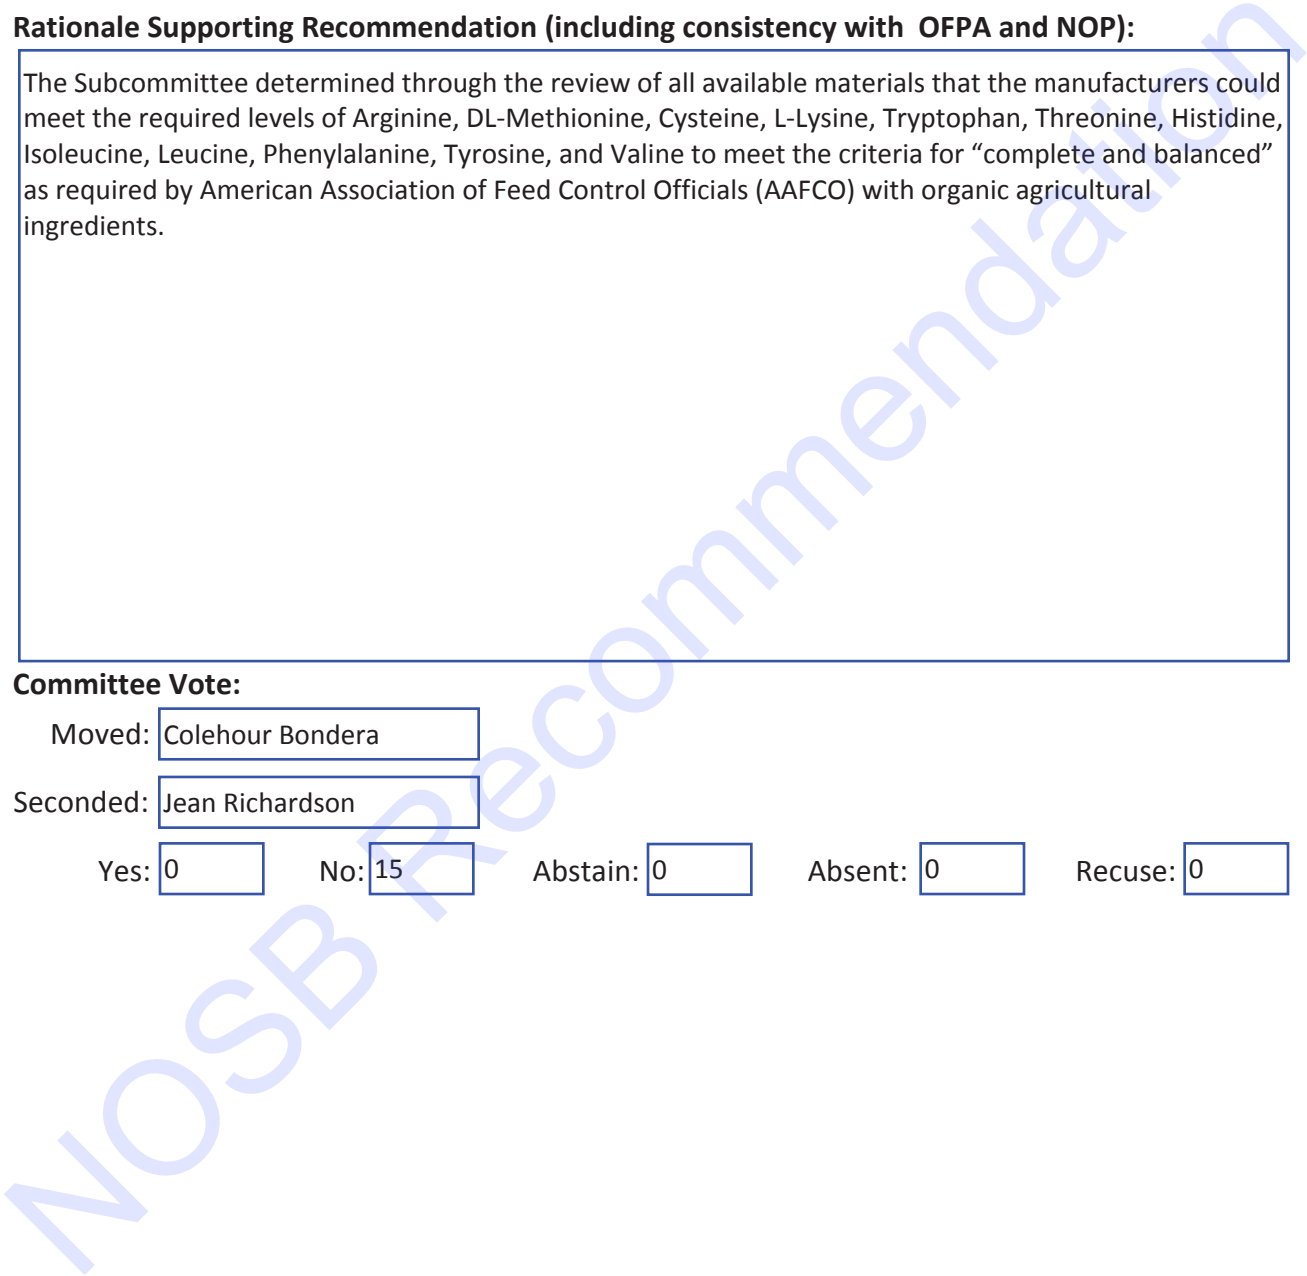 Rationale Supporting Recommendation (including consistency with  OFPA and NOP):
The Subcommittee determined through the review of all available materials that the manufacturers could
meet the required levels of Arginine, DL-Methionine, Cysteine, L-Lysine, Tryptophan, Threonine, Histidine,
Isoleucine, Leucine, Phenylalanine, Tyrosine, and Valine to meet the criteria for “complete and balanced”
as required by American Association of Feed Control Officials (AAFCO) with organic agricultural
ingredients.
Committee Vote:
Moved: Colehour Bondera
Seconded: Jean Richardson
Yes: 0 No: 15 Abstain: 0 Absent: 0 Recuse: 0
NOSB Recommendation